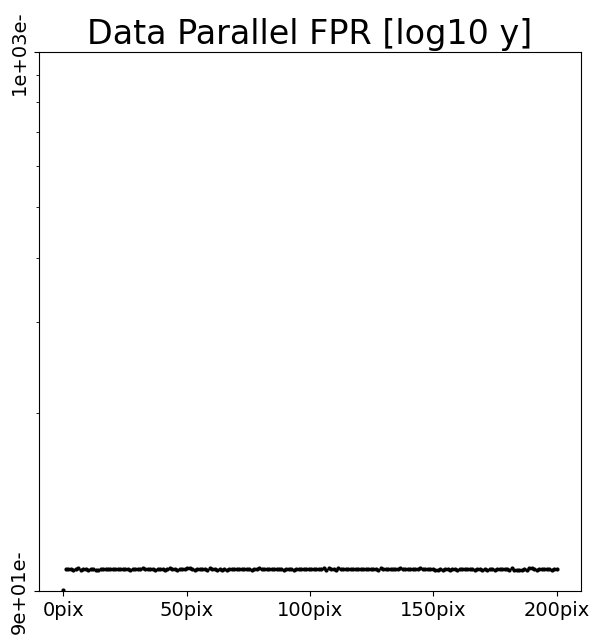 Data Parallel FPR [log10 y]
1e+03e-
9e+01e-
0pix 50pix 100pix 150pix 200pix